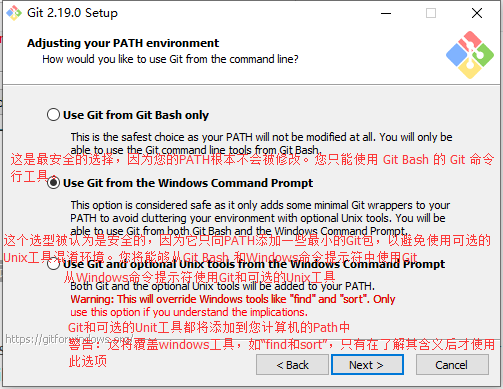 Git 2.19.0 Setup
Adjusting your PATH environment
How would you like to use Git from the command line?
Use Git from Git Bash only
This is the safest choice as your PATH will not be modified at all. You will only be
able to use the Git command line tools from Git Bash.
这是最安全的选择，因为您的PATH根本不会被修改。您只能使用 Git Bash 的 Git 命令
行工具。
Use Git from the Windows Command Prompt
This option is considered safe as it only adds some minimal Git wrappers to your
PATH to avoid cluttering your environment with optional Unix tools. You will be
able to use Git from both Git Bash and the Windows Command Prompt.
这个选型被认为是安全的，因为它只向PATH添加一些最小的Git包，以避免使用可选的
Unix工具混淆环境。您将能够从Git Bash 和Windows命令提示符中使用Git
Use Git and optional Unix tools from the Windows Command Prompt
从Windows命令提示符使用Git和可选的Unix工具
Both Git and the optional Unix tools will be added to your PATH.
Warning: This will override Windows tools like "find" and "sort". Only
use this option if you understand the implications.
Git和可选的Unit工具都将添加到您计算机的Path中
https://gitforwindows.org/
警告：这将覆盖windows工具，如“find和sort”，只有在了解其含义后才使用
此选项
< Back
Next >
Cancel